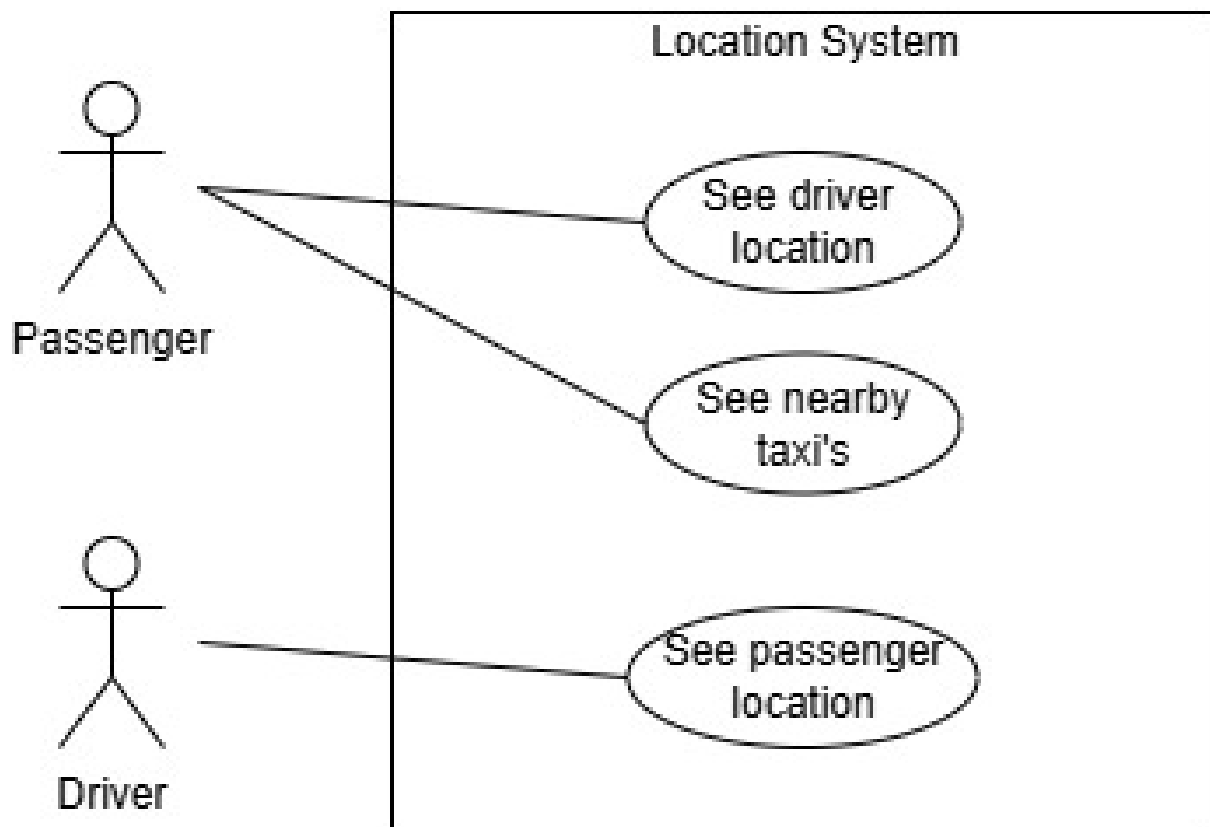 Location System
See driver
location
Passenger
See nearby
taxi's
See passenger
location
Driver